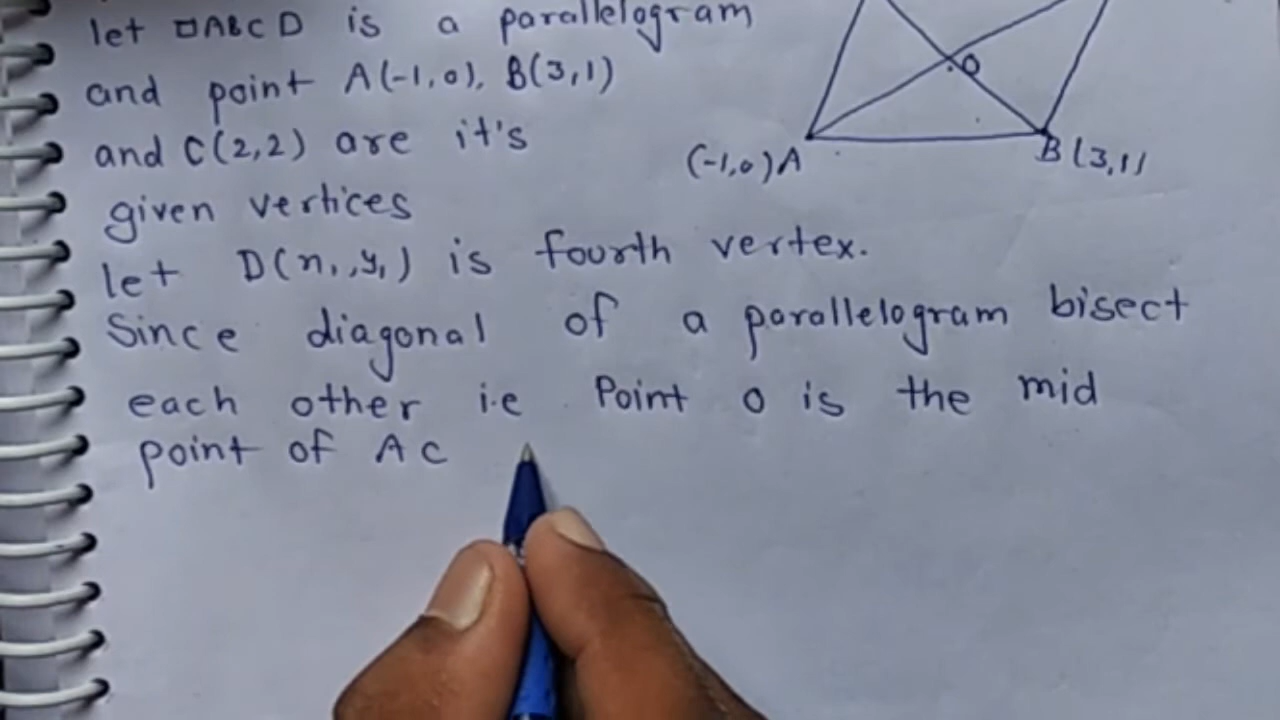 let □ABCD is a parallelogram
and point A(-1,0), B(3,1)
and C(2,2) are it's
given vertices
let D(x₁,y₁) is fourth vertex.
Since diagonal of a parallelogram bisect
each other i.e Point O is the mid
point of AC
O
(-1,0)A
B(3,1)